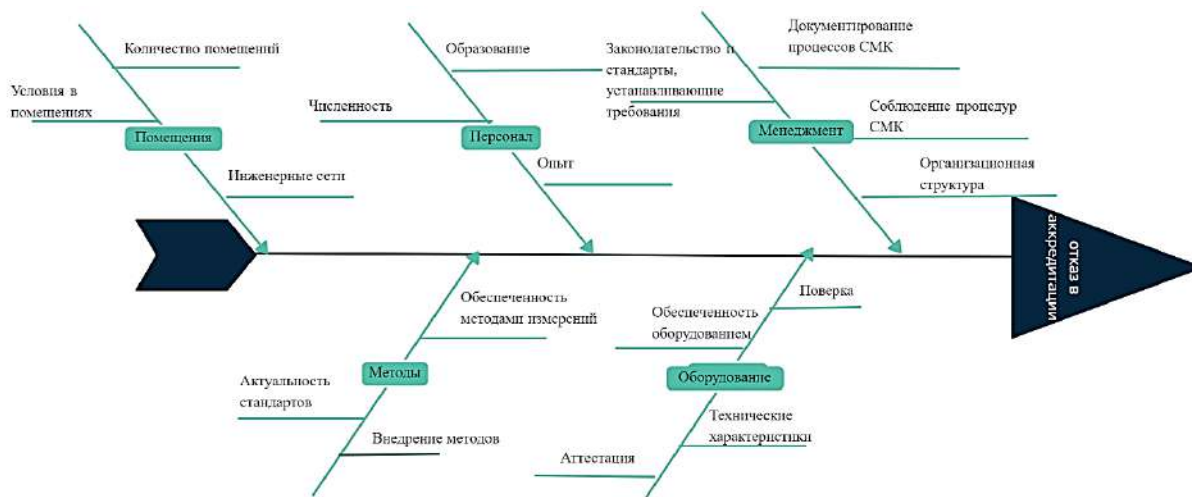 Количество помещений
Условия в
помещениях
Помещения
Инженерные сети
Образование
Численность
Персонал
Опыт
Законодательство и
стандарты,
устанавливающие
требования
Документирование
процессов СМК
Менеджмент
Соблюдение процедур
СМК
Организационная
структура
отказ в
аккредитации
Обеспеченность
методами измерений
Методы
Актуальность
стандартов
Внедрение методов
Поверка
Обеспеченность
оборудованием
Оборудование
Технические
характеристики
Аттестация